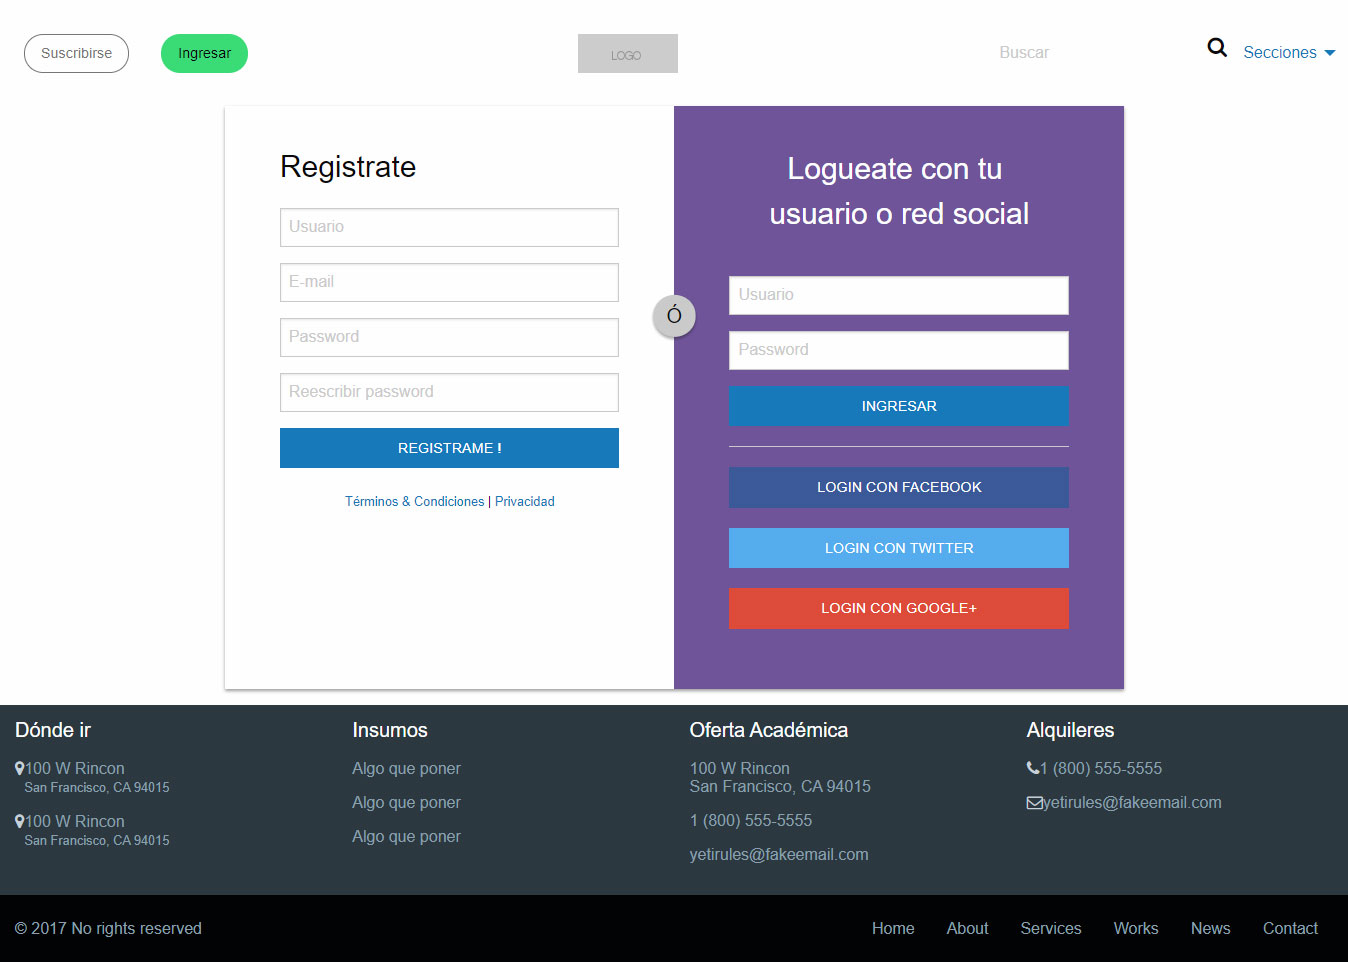 Suscribirse
Ingresar
LOGO
Buscar
Secciones
Registrate
Usuario
E-mail
Password
Reescribir password
REGISTRAME !
Términos & Condiciones | Privacidad
Ó
Logueate con tu
usuario o red social
Usuario
Password
INGRESAR
LOGIN CON FACEBOOK
LOGIN CON TWITTER
LOGIN CON GOOGLE+
Dónde ir
100 W Rincon
San Francisco, CA 94015
100 W Rincon
San Francisco, CA 94015
Insumos
Algo que poner
Algo que poner
Algo que poner
Oferta Académica
100 W Rincon
San Francisco, CA 94015
1 (800) 555-5555
yetirules@fakeemail.com
Alquileres
1 (800) 555-5555
yetirules@fakeemail.com
© 2017 No rights reserved
Home
About
Services
Works
News
Contact